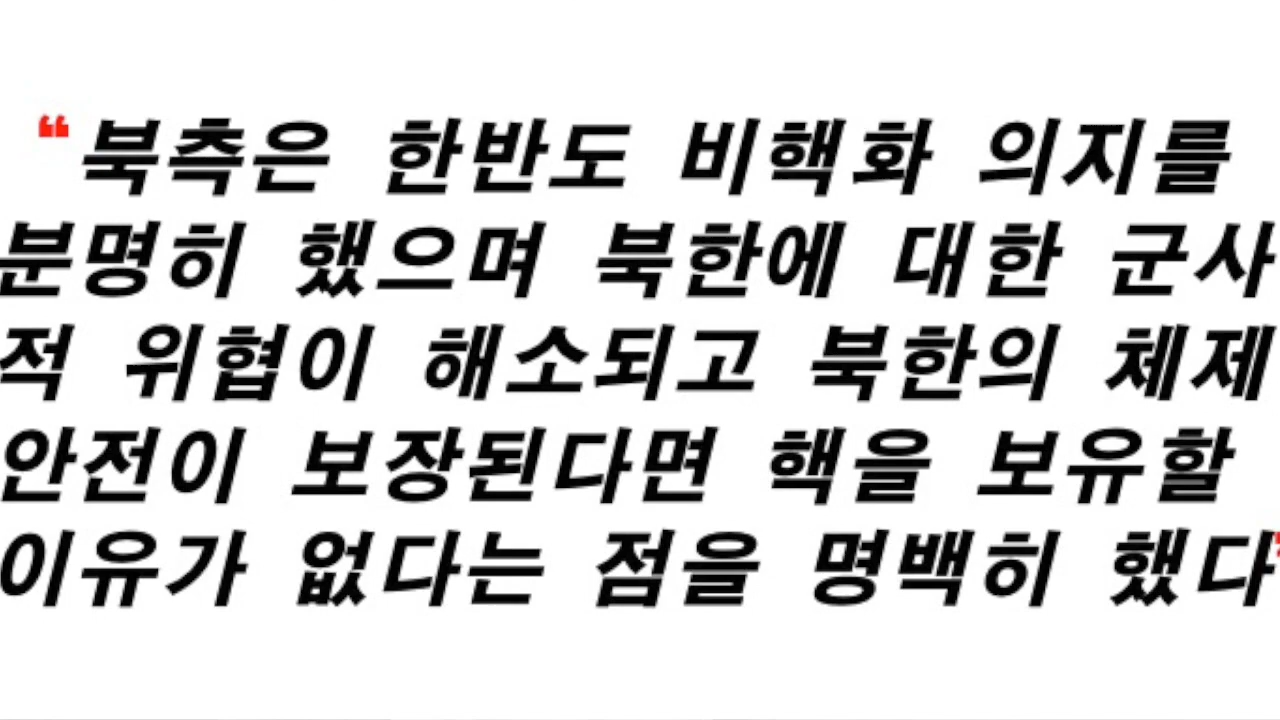 “북측은 한반도 비핵화 의지를
분명히 했으며 북한에 대한 군사
적 위협이 해소되고 북한의 체제
안전이 보장된다면 핵을 보유할
이유가 없다는 점을 명백히 했다”